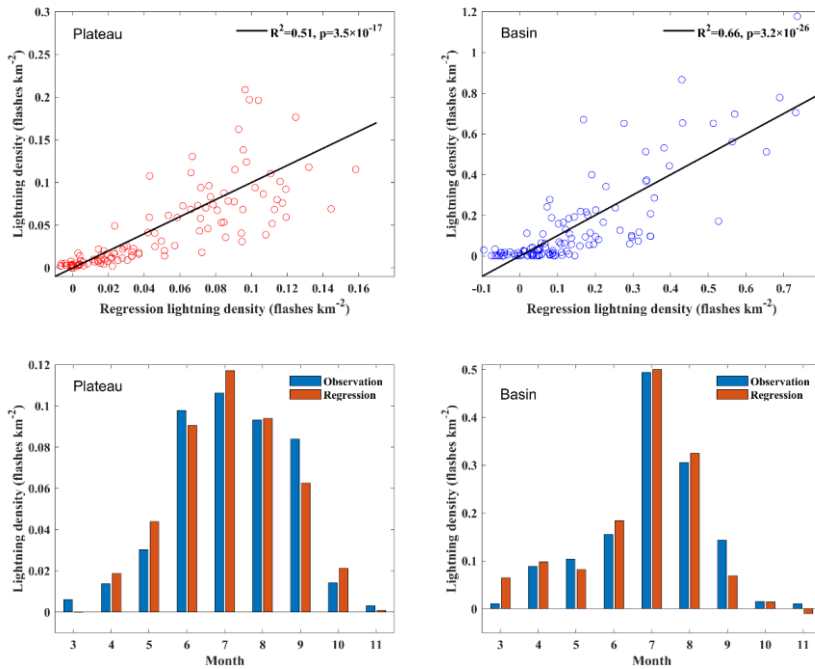 Plateau
R²=0.51, p=3.5×10⁻¹⁷
0.3
0.2
0.15
0.1
0.05
0
Lightning density (flashes km⁻²)
0 0.02 0.04 0.06 0.08 0.1 0.12 0.14 0.16
Regression lightning density (flashes km⁻²)
Basin
R²=0.66, p=3.2×10⁻²⁶
1.2
1
0.8
0.6
0.4
0.2
0
Lightning density (flashes km⁻²)
-0.1 0 0.1 0.2 0.3 0.4 0.5 0.6 0.7
Regression lightning density (flashes km⁻²)
Plateau
Observation
Regression
0.12
0.1
0.08
0.06
0.04
0.02
0
Lightning density (flashes km⁻²)
3 4 5 6 7 8 9 10 11
Month
Basin
Observation
Regression
0.5
0.4
0.3
0.2
0.1
0
Lightning density (flashes km⁻²)
3 4 5 6 7 8 9 10 11
Month